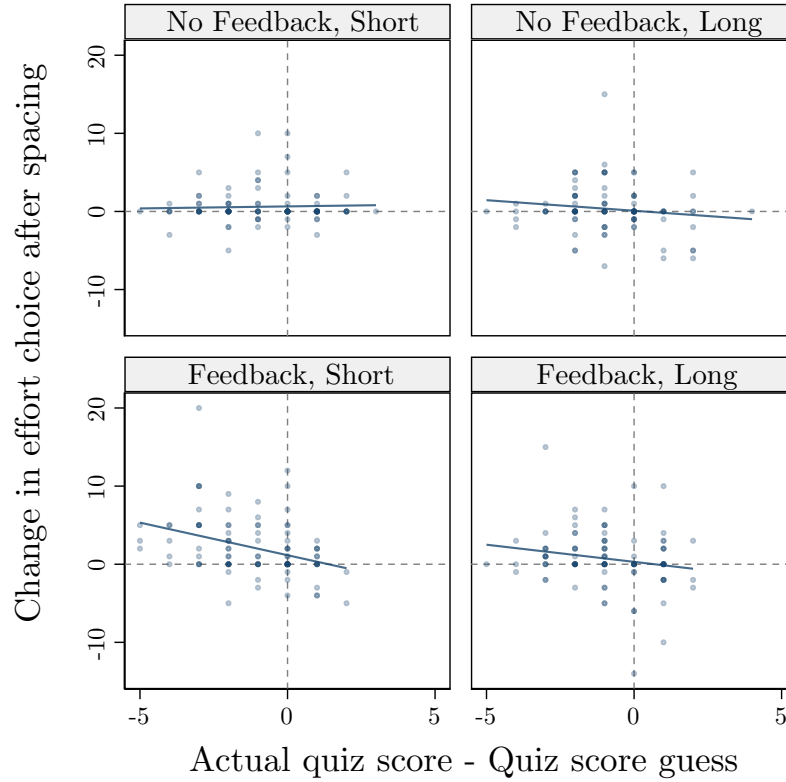 No Feedback, Short
No Feedback, Long
20
10
0
-10
Feedback, Short
Feedback, Long
20
10
0
-10
-5
0
5
-5
0
5
Change in effort choice after spacing
Actual quiz score - Quiz score guess